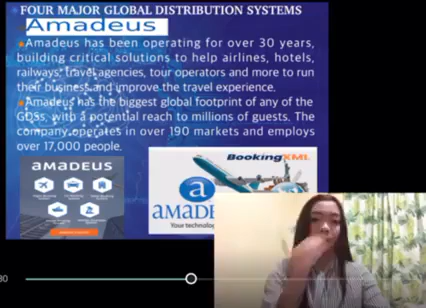 FOUR MAJOR GLOBAL DISTRIBUTION SYSTEMS
Amadeus
Amadeus has been operating for over 30 years,
building critical solutions to help airlines, hotels,
railways, travel agencies, tour operators and more to run
their business and improve the travel experience.
Amadeus has the biggest global footprint of any of the
GDSs, with a potential reach to millions of guests. The
company operates in over 190 markets and employs
over 17,000 people.
amadeus
BookingXML
a
AMADEU
Your technolog
30